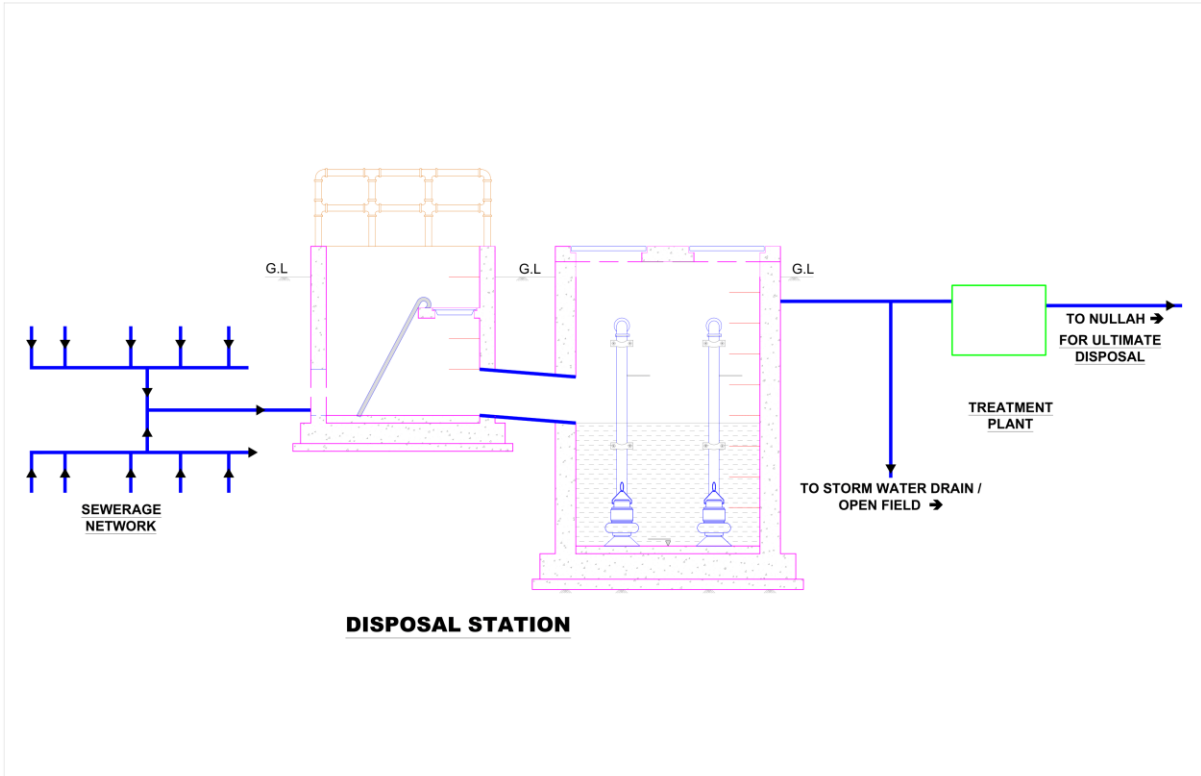 G.L
G.L
G.L
TO NULLAH ➔
FOR ULTIMATE
DISPOSAL
TREATMENT
PLANT
TO STORM WATER DRAIN /
OPEN FIELD ➔
SEWERAGE
NETWORK
DISPOSAL STATION